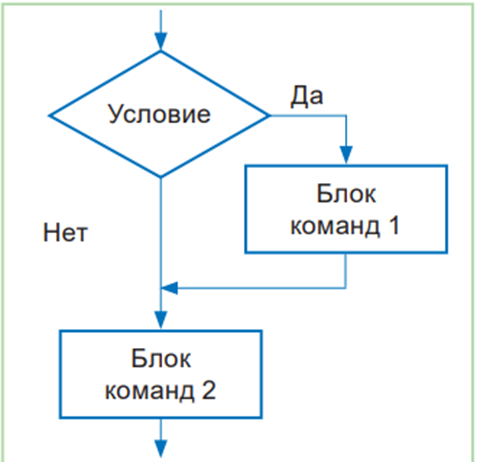 Условие
Да
Блок
команд 1
Нет
Блок
команд 2